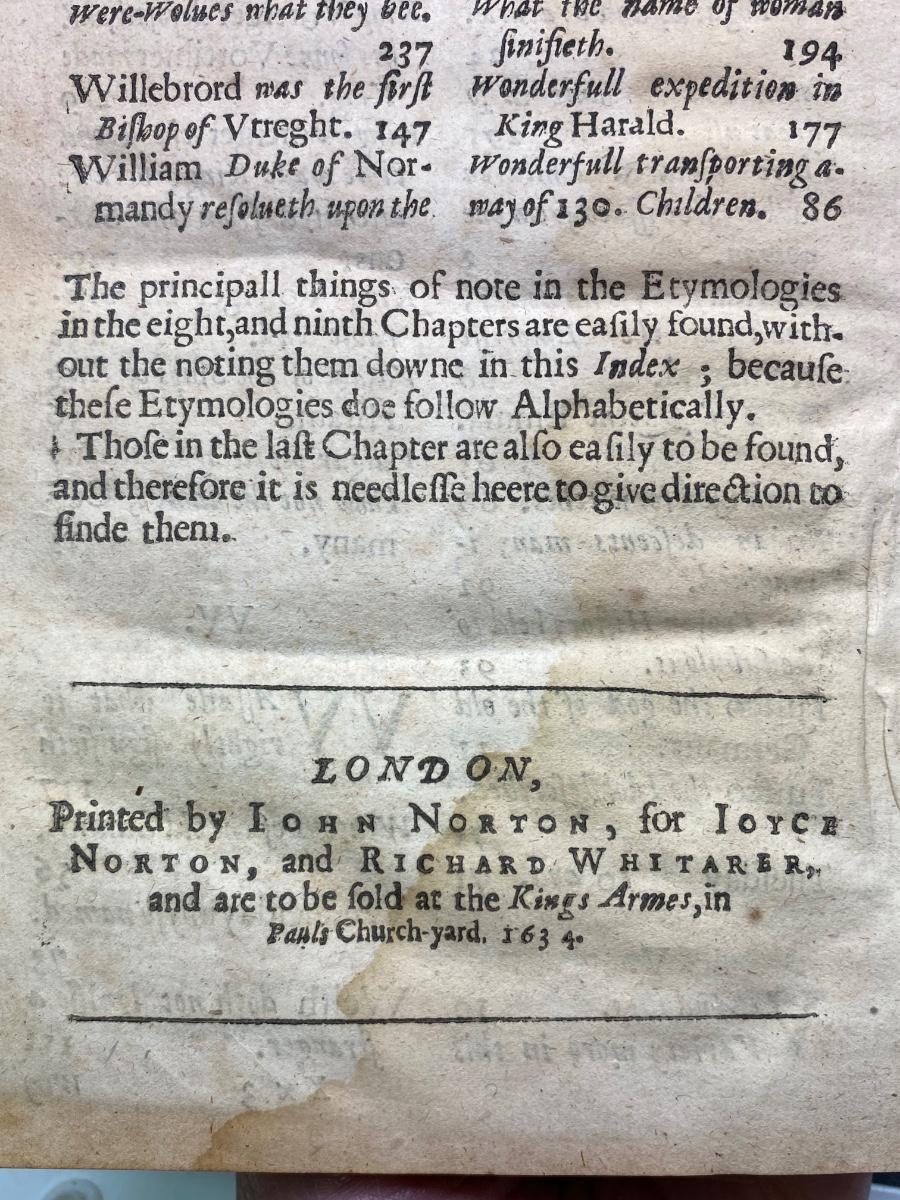 Were-Wolues what they bee.
237
Willebrord was the firſt
Biſhop of Vtreght. 147
William Duke of Nor-
mandy reſolueth upon the
What the name of woman
ſinifieth. 194
Wonderfull expedition in
King Harald. 177
Wonderfull tranſporting a-
way of 130. Children. 86
The principall things of note in the Etymologies
in the eight, and ninth Chapters are eaſily found, with-
out the noting them downe in this Index ; becauſe
theſe Etymologies doe follow Alphabetically.
Thoſe in the laſt Chapter are alſo eaſily to be found,
and therefore it is needleſſe heere to give direction to
finde them.
LONDON,
Printed by IOHN NORTON, for IOYCE
NORTON, and RICHARD WHITAKER,
and are to be ſold at the Kings Armes, in
Pauls Church-yard. 1634.